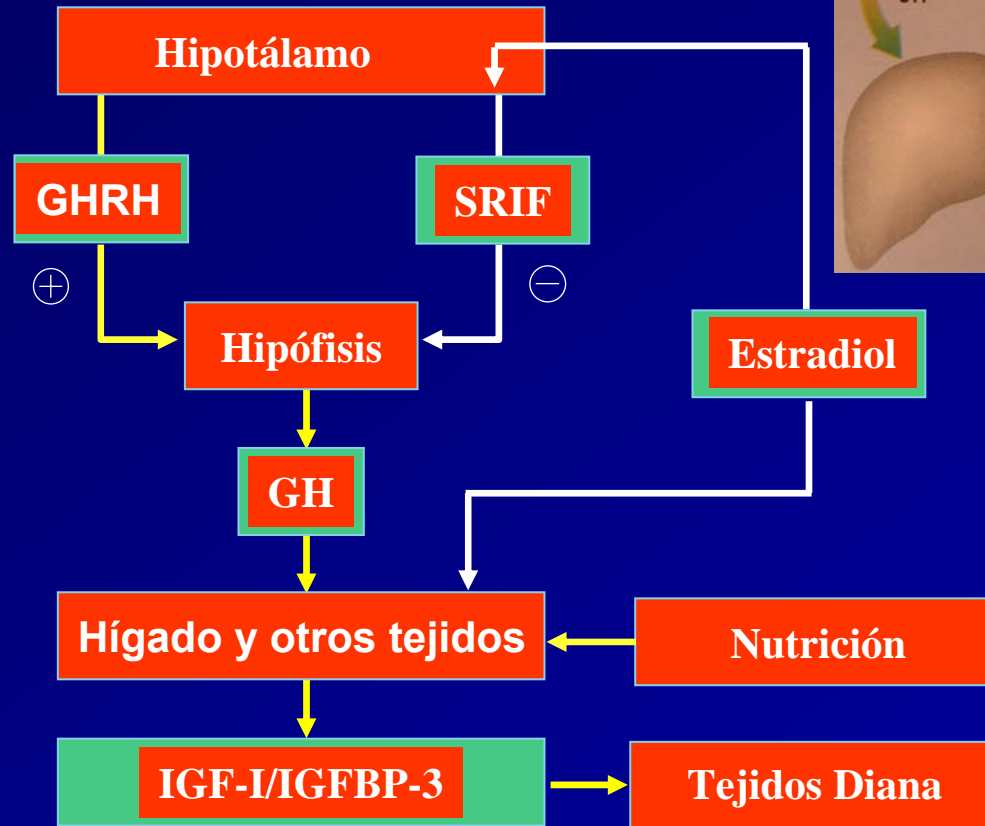 Hipotálamo
GHRH
SRIF
+
−
Hipófisis
Estradiol
GH
Hígado y otros tejidos
Nutrición
IGF-I/IGFBP-3
Tejidos Diana